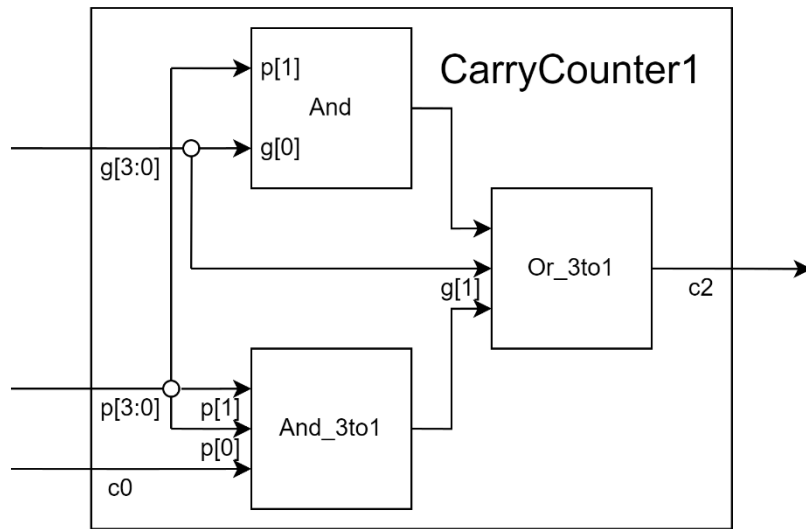 CarryCounter1
p[1]
And
g[0]
g[3:0]
Or_3to1
g[1]
c2
p[3:0]
p[1]
And_3to1
p[0]
c0